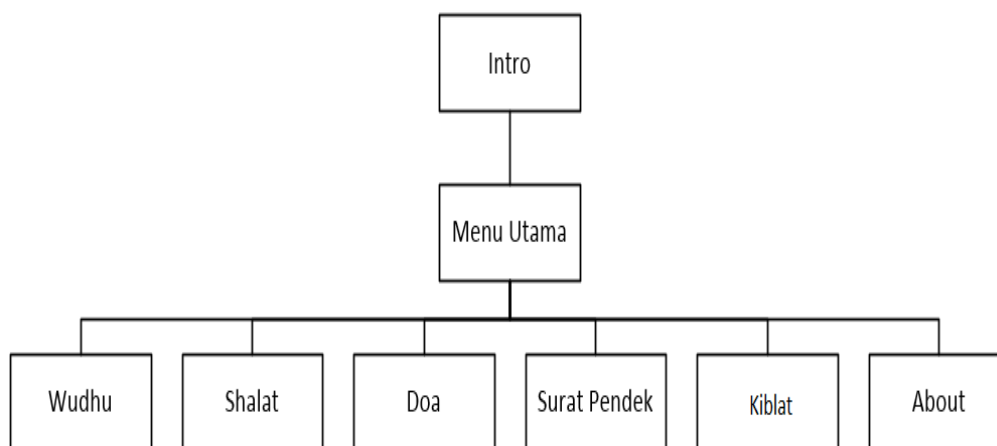 Intro
Menu Utama
Wudhu
Shalat
Doa
Surat Pendek
Kiblat
About